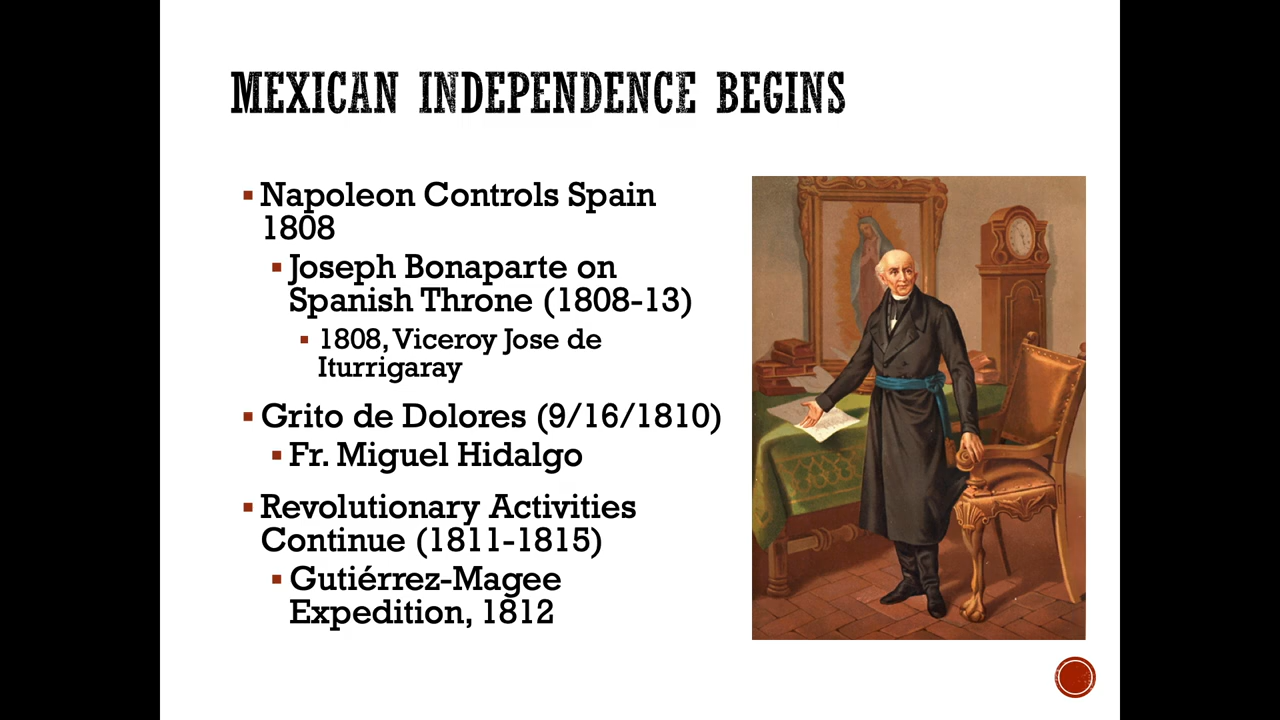 MEXICAN INDEPENDENCE BEGINS
▪ Napoleon Controls Spain
1808
▪ Joseph Bonaparte on
Spanish Throne (1808-13)
▪ 1808, Viceroy Jose de
Iturrigaray
▪ Grito de Dolores (9/16/1810)
▪ Fr. Miguel Hidalgo
▪ Revolutionary Activities
Continue (1811-1815)
▪ Gutiérrez-Magee
Expedition, 1812